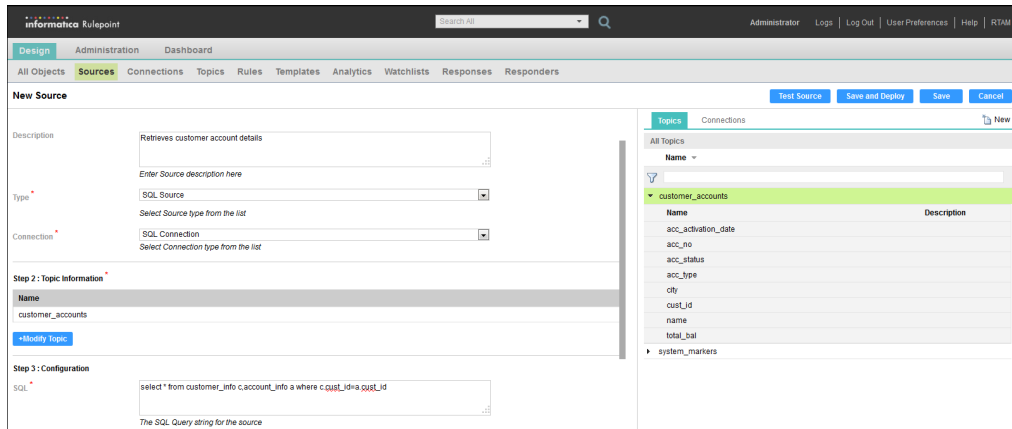 informatica Rulepoint Search All Administrator Logs | Log Out | User Preferences | Help | RTAM
Design Administration Dashboard
All Objects Sources Connections Topics Rules Templates Analytics Watchlists Responses Responders
New Source Test Source Save and Deploy Save Cancel
Topics Connections New
Description Retrieves customer account details
All Topics
Name
Enter Source description here
Type * SQL Source
customer_accounts
Select Source type from the list
Name Description
acc_activation_date
Connection * SQL Connection
acc_no
Select Connection type from the list
acc_status
acc_type
Step 2 : Topic Information *
city
Name
cust_id
customer_accounts
name
total_bal
+Modify Topic
system_markers
Step 3 : Configuration
SQL * select * from customer_info c,account_info a where c.cust_id=a.cust_id
The SQL Query string for the source